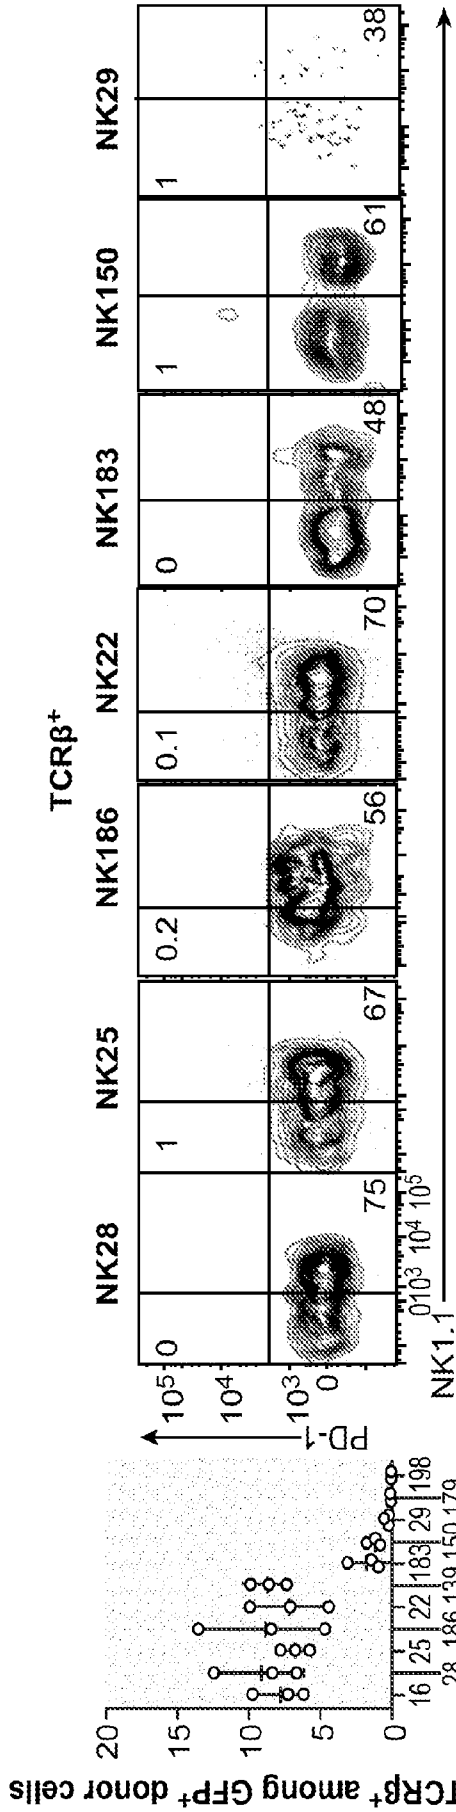 TCRβ⁺ among GFP⁺ donor cells
20
15
10
5
0
16 25 22 183 29 198
28 186 139 150 179
TCRβ⁺
NK28 NK25 NK186 NK22 NK183 NK150 NK29
0 1 0.2 0.1 0 1 1
75 67 56 70 48 61 38
PD-1
10⁵
10⁴
10³
0
0 10³ 10⁴ 10⁵
NK1.1